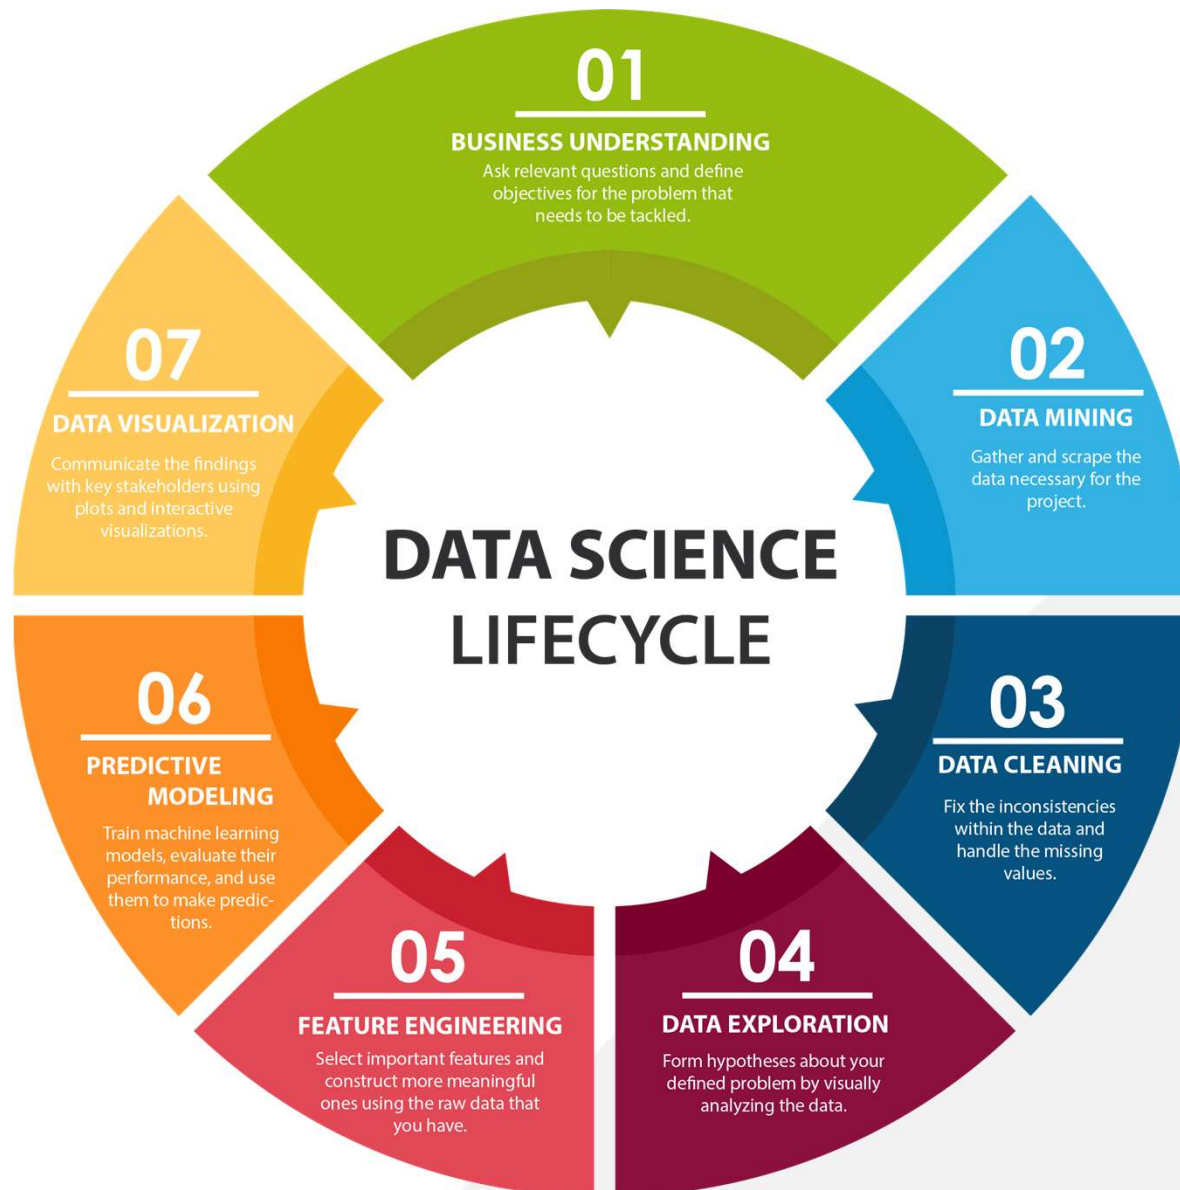 01
BUSINESS UNDERSTANDING
Ask relevant questions and define
objectives for the problem that
needs to be tackled.
02
DATA MINING
Gather and scrape the
data necessary for the
project.
03
DATA CLEANING
Fix the inconsistencies
within the data and
handle the missing
values.
04
DATA EXPLORATION
Form hypotheses about your
defined problem by visually
analyzing the data.
05
FEATURE ENGINEERING
Select important features and
construct more meaningful
ones using the raw data that
you have.
06
PREDICTIVE
MODELING
Train machine learning
models, evaluate their
performance, and use
them to make predic-
tions.
07
DATA VISUALIZATION
Communicate the findings
with key stakeholders using
plots and interactive
visualizations.
DATA SCIENCE
LIFECYCLE